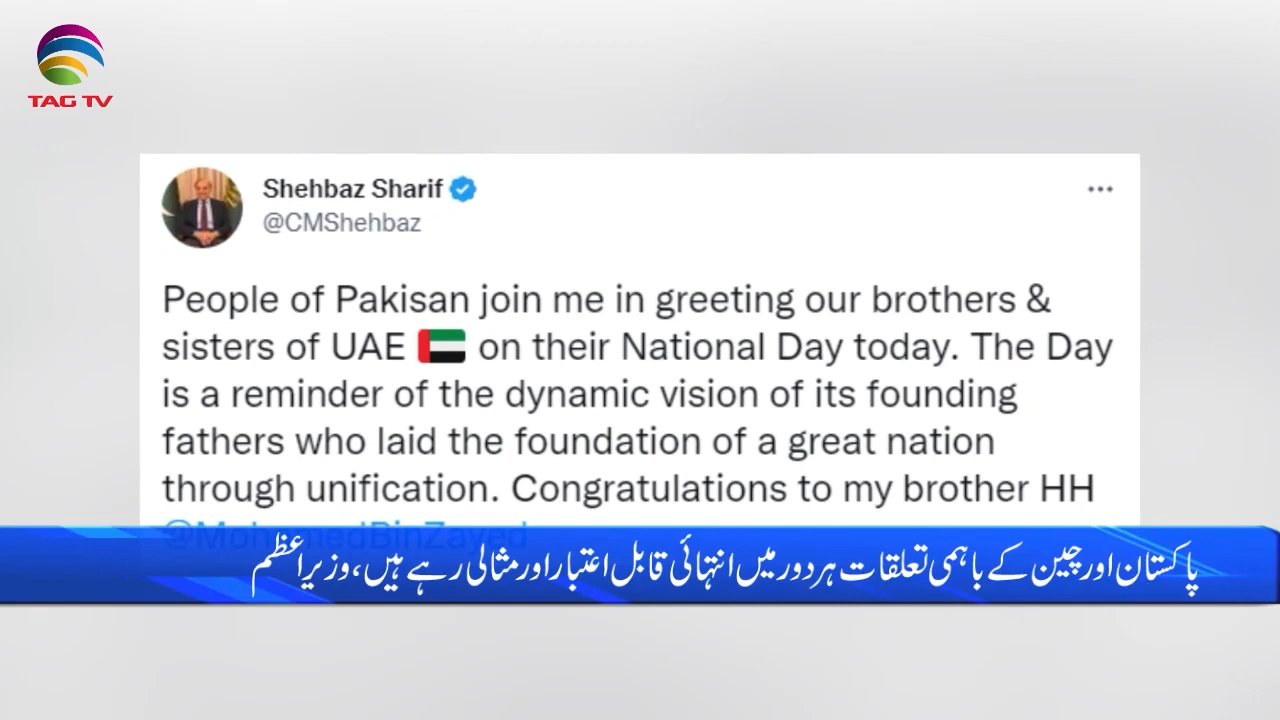 TAG TV
Shehbaz Sharif
@CMShehbaz
People of Pakisan join me in greeting our brothers &
sisters of UAE 🇦🇪 on their National Day today. The Day
is a reminder of the dynamic vision of its founding
fathers who laid the foundation of a great nation
through unification. Congratulations to my brother HH
@MohamedBinZayed
پاکستان اور چین کے باہمی تعلقات ہر دور میں انتہائی قابل اعتبار اور مثالی رہے ہیں، وزیراعظم